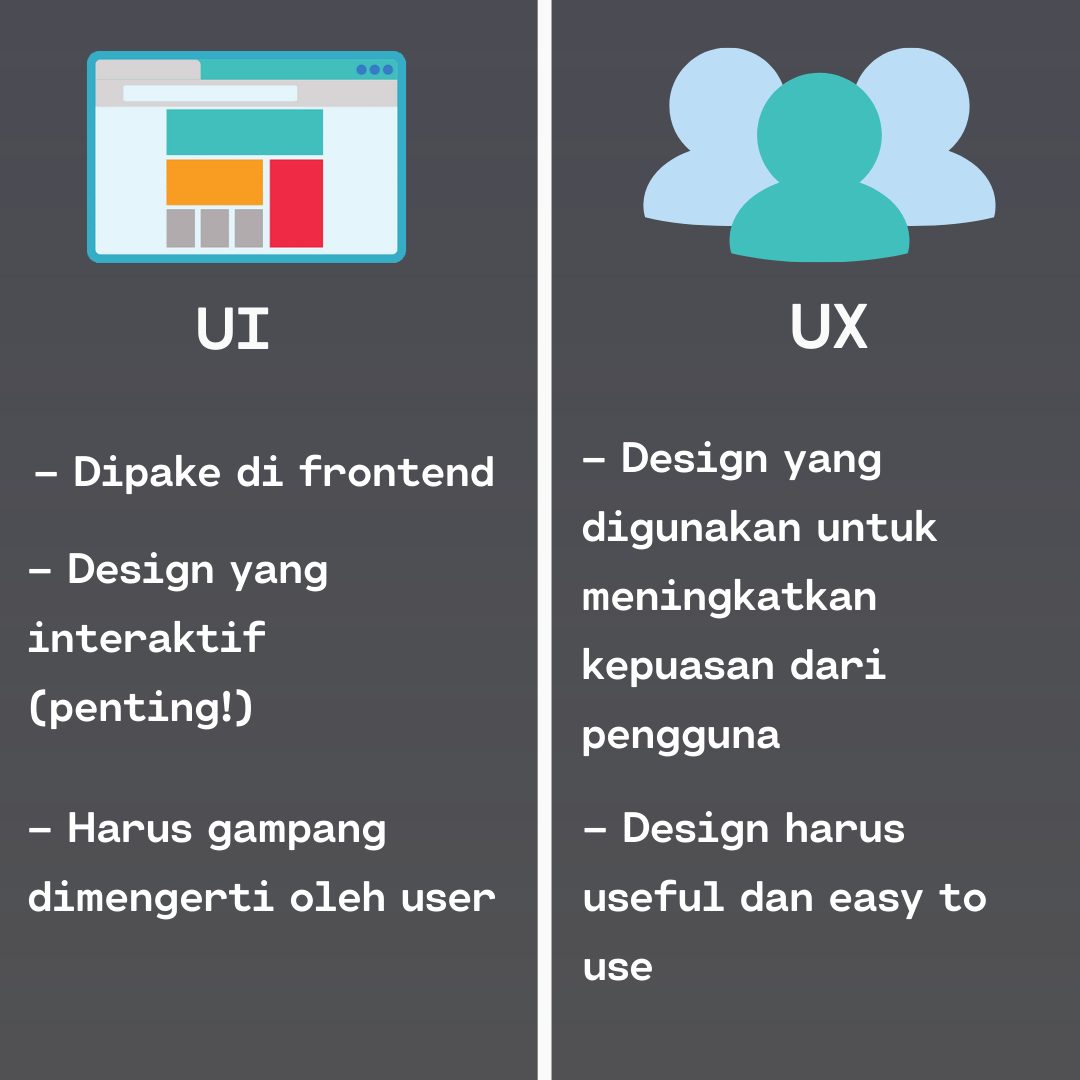 UI
– Dipake di frontend
– Design yang
interaktif
(penting!)
– Harus gampang
dimengerti oleh user
UX
– Design yang
digunakan untuk
meningkatkan
kepuasan dari
pengguna
– Design harus
useful dan easy to
use